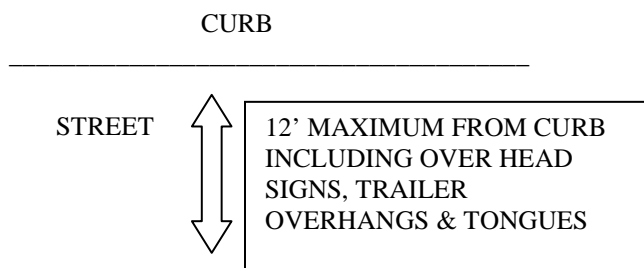 CURB
STREET
12’ MAXIMUM FROM CURB
INCLUDING OVER HEAD
SIGNS, TRAILER
OVERHANGS & TONGUES